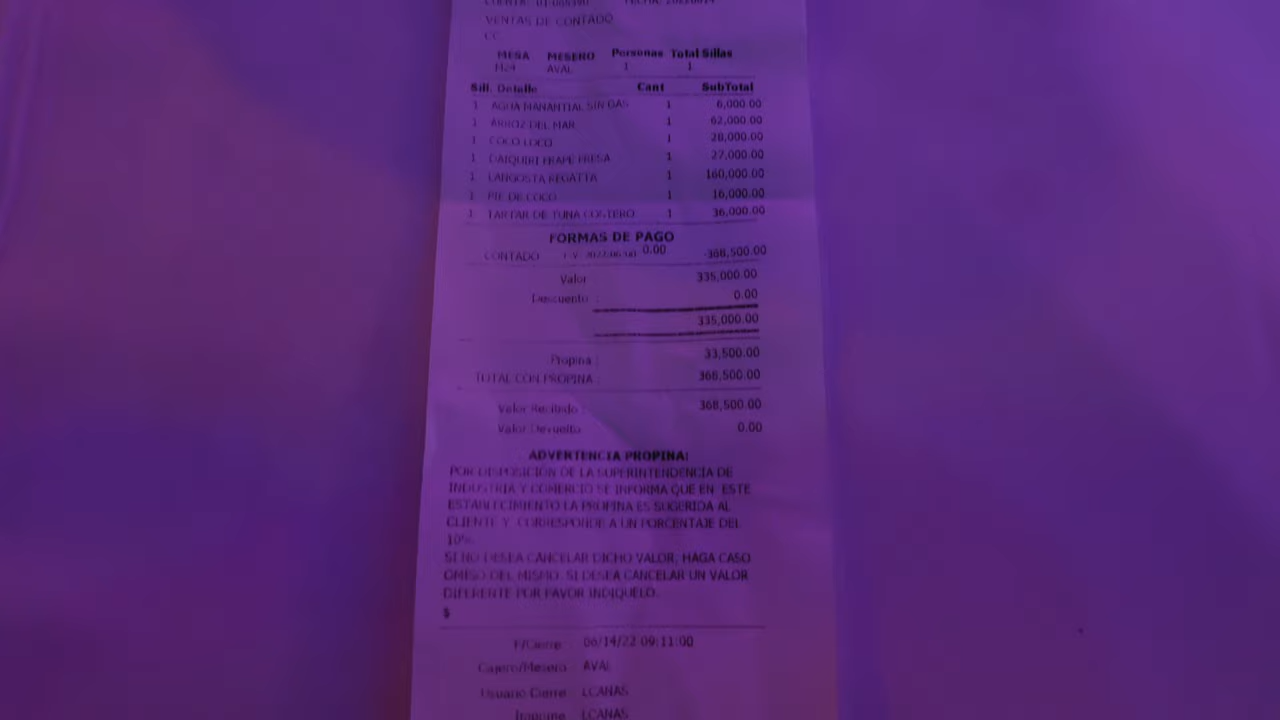 CUENTA: 01-068390 FECHA: 20220614
VENTAS DE CONTADO
CC.
MESA MESERO Personas Total Sillas
M24 AVAL 1 1
Sill. Detalle Cant SubTotal
1 AGUA MANANTIAL SIN GAS 1 6,000.00
1 ARROZ DEL MAR 1 62,000.00
1 COCO LOCO 1 28,000.00
1 DAIQUIRI FRAPE FRESA 1 27,000.00
1 LANGOSTA REGATTA 1 160,000.00
1 PIE DE COCO 1 16,000.00
1 TARTAR DE TUNA COSTERO 1 36,000.00
FORMAS DE PAGO
CONTADO 0.00 -368,500.00
Valor : 335,000.00
Descuento : 0.00
335,000.00
Propina : 33,500.00
TOTAL CON PROPINA : 368,500.00
Valor Recibido : 368,500.00
Valor Devuelto 0.00
ADVERTENCIA PROPINA:
POR DISPOSICIÓN DE LA SUPERINTENDENCIA DE
INDUSTRIA Y COMERCIO SE INFORMA QUE EN ESTE
ESTABLECIMIENTO LA PROPINA ES SUGERIDA AL
CLIENTE Y CORRESPONDE A UN PORCENTAJE DEL
10%.
SI NO DESEA CANCELAR DICHO VALOR, HAGA CASO
OMISO DEL MISMO. SI DESEA CANCELAR UN VALOR
DIFERENTE POR FAVOR INDIQUELO.
$
F/Cierre 06/14/22 09:11:00
Cajero/Mesero AVAL
Usuario Cierre LCANAS
Imprime LCANAS